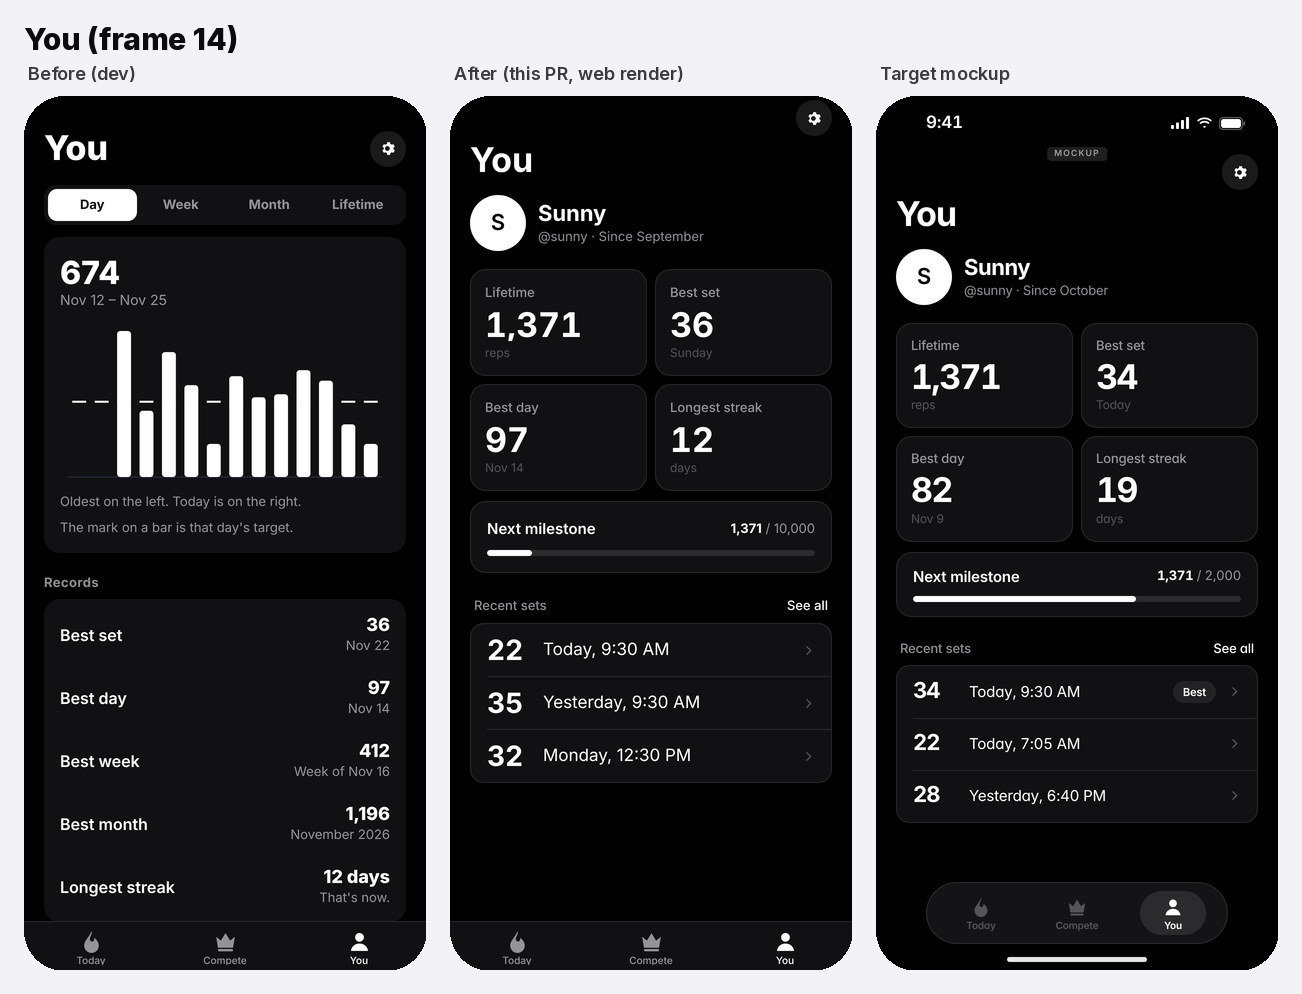 You (frame 14)
Before (dev)
You
Day Week Month Lifetime
674
Nov 12 – Nov 25
Oldest on the left. Today is on the right.
The mark on a bar is that day's target.
Records
Best set 36
Nov 22
Best day 97
Nov 14
Best week 412
Week of Nov 16
Best month 1,196
November 2026
Longest streak 12 days
That's now.
Today Compete You
After (this PR, web render)
You
S
Sunny
@sunny · Since September
Lifetime
1,371
reps
Best set
36
Sunday
Best day
97
Nov 14
Longest streak
12
days
Next milestone 1,371 / 10,000
Recent sets See all
22 Today, 9:30 AM
35 Yesterday, 9:30 AM
32 Monday, 12:30 PM
Today Compete You
Target mockup
9:41
MOCKUP
You
S
Sunny
@sunny · Since October
Lifetime
1,371
reps
Best set
34
Today
Best day
82
Nov 9
Longest streak
19
days
Next milestone 1,371 / 2,000
Recent sets See all
34 Today, 9:30 AM Best
22 Today, 7:05 AM
28 Yesterday, 6:40 PM
Today Compete You